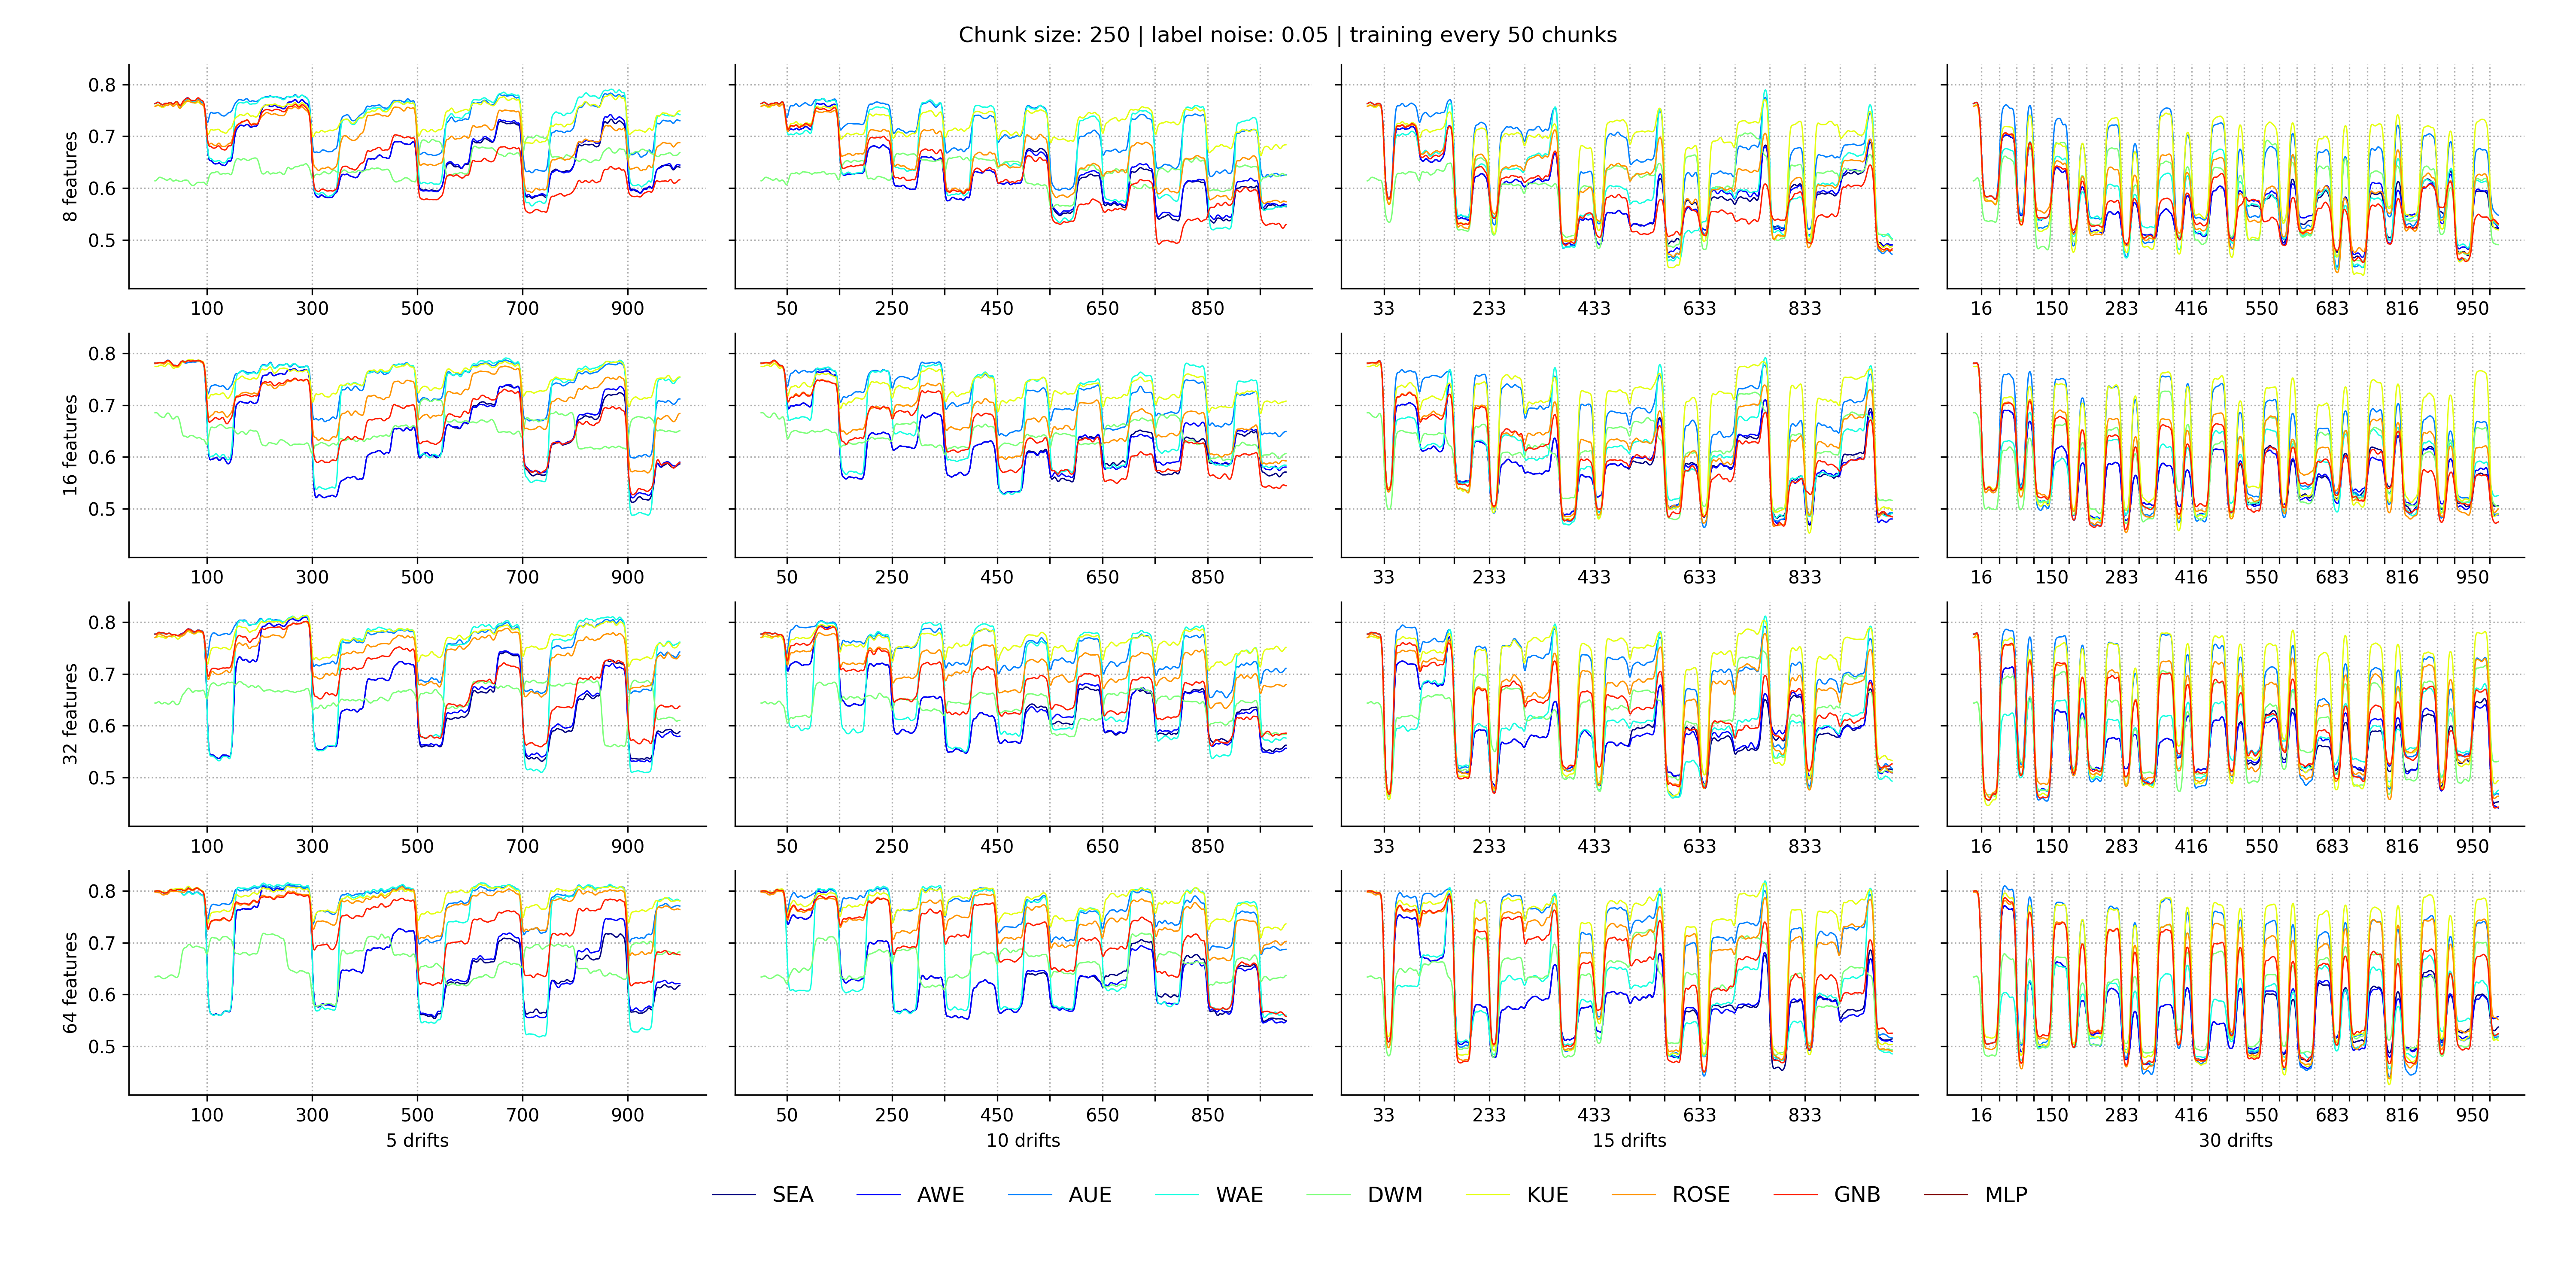 Chunk size: 250 | label noise: 0.05 | training every 50 chunks
8 features
0.8
0.7
0.6
0.5
100 300 500 700 900
50 250 450 650 850
33 233 433 633 833
16 150 283 416 550 683 816 950
16 features
0.8
0.7
0.6
0.5
100 300 500 700 900
50 250 450 650 850
33 233 433 633 833
16 150 283 416 550 683 816 950
32 features
0.8
0.7
0.6
0.5
100 300 500 700 900
50 250 450 650 850
33 233 433 633 833
16 150 283 416 550 683 816 950
64 features
0.8
0.7
0.6
0.5
100 300 500 700 900
5 drifts
50 250 450 650 850
10 drifts
33 233 433 633 833
15 drifts
16 150 283 416 550 683 816 950
30 drifts
SEA AWE AUE WAE DWM KUE ROSE GNB MLP